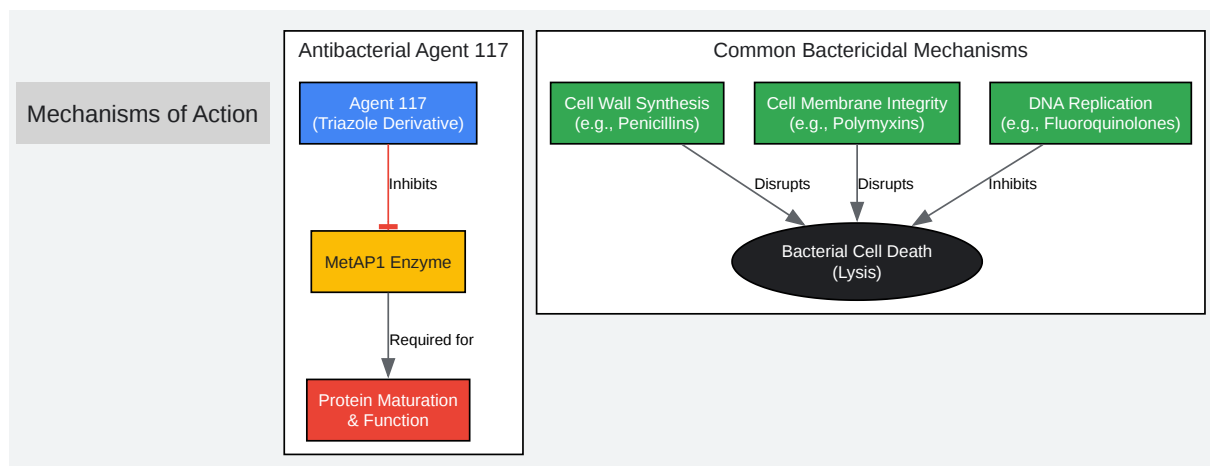 Mechanisms of Action
Antibacterial Agent 117
Agent 117
(Triazole Derivative)
Inhibits
MetAP1 Enzyme
Required for
Protein Maturation
& Function
Common Bactericidal Mechanisms
Cell Wall Synthesis
(e.g., Penicillins)
Cell Membrane Integrity
(e.g., Polymyxins)
DNA Replication
(e.g., Fluoroquinolones)
Disrupts
Disrupts
Inhibits
Bacterial Cell Death
(Lysis)